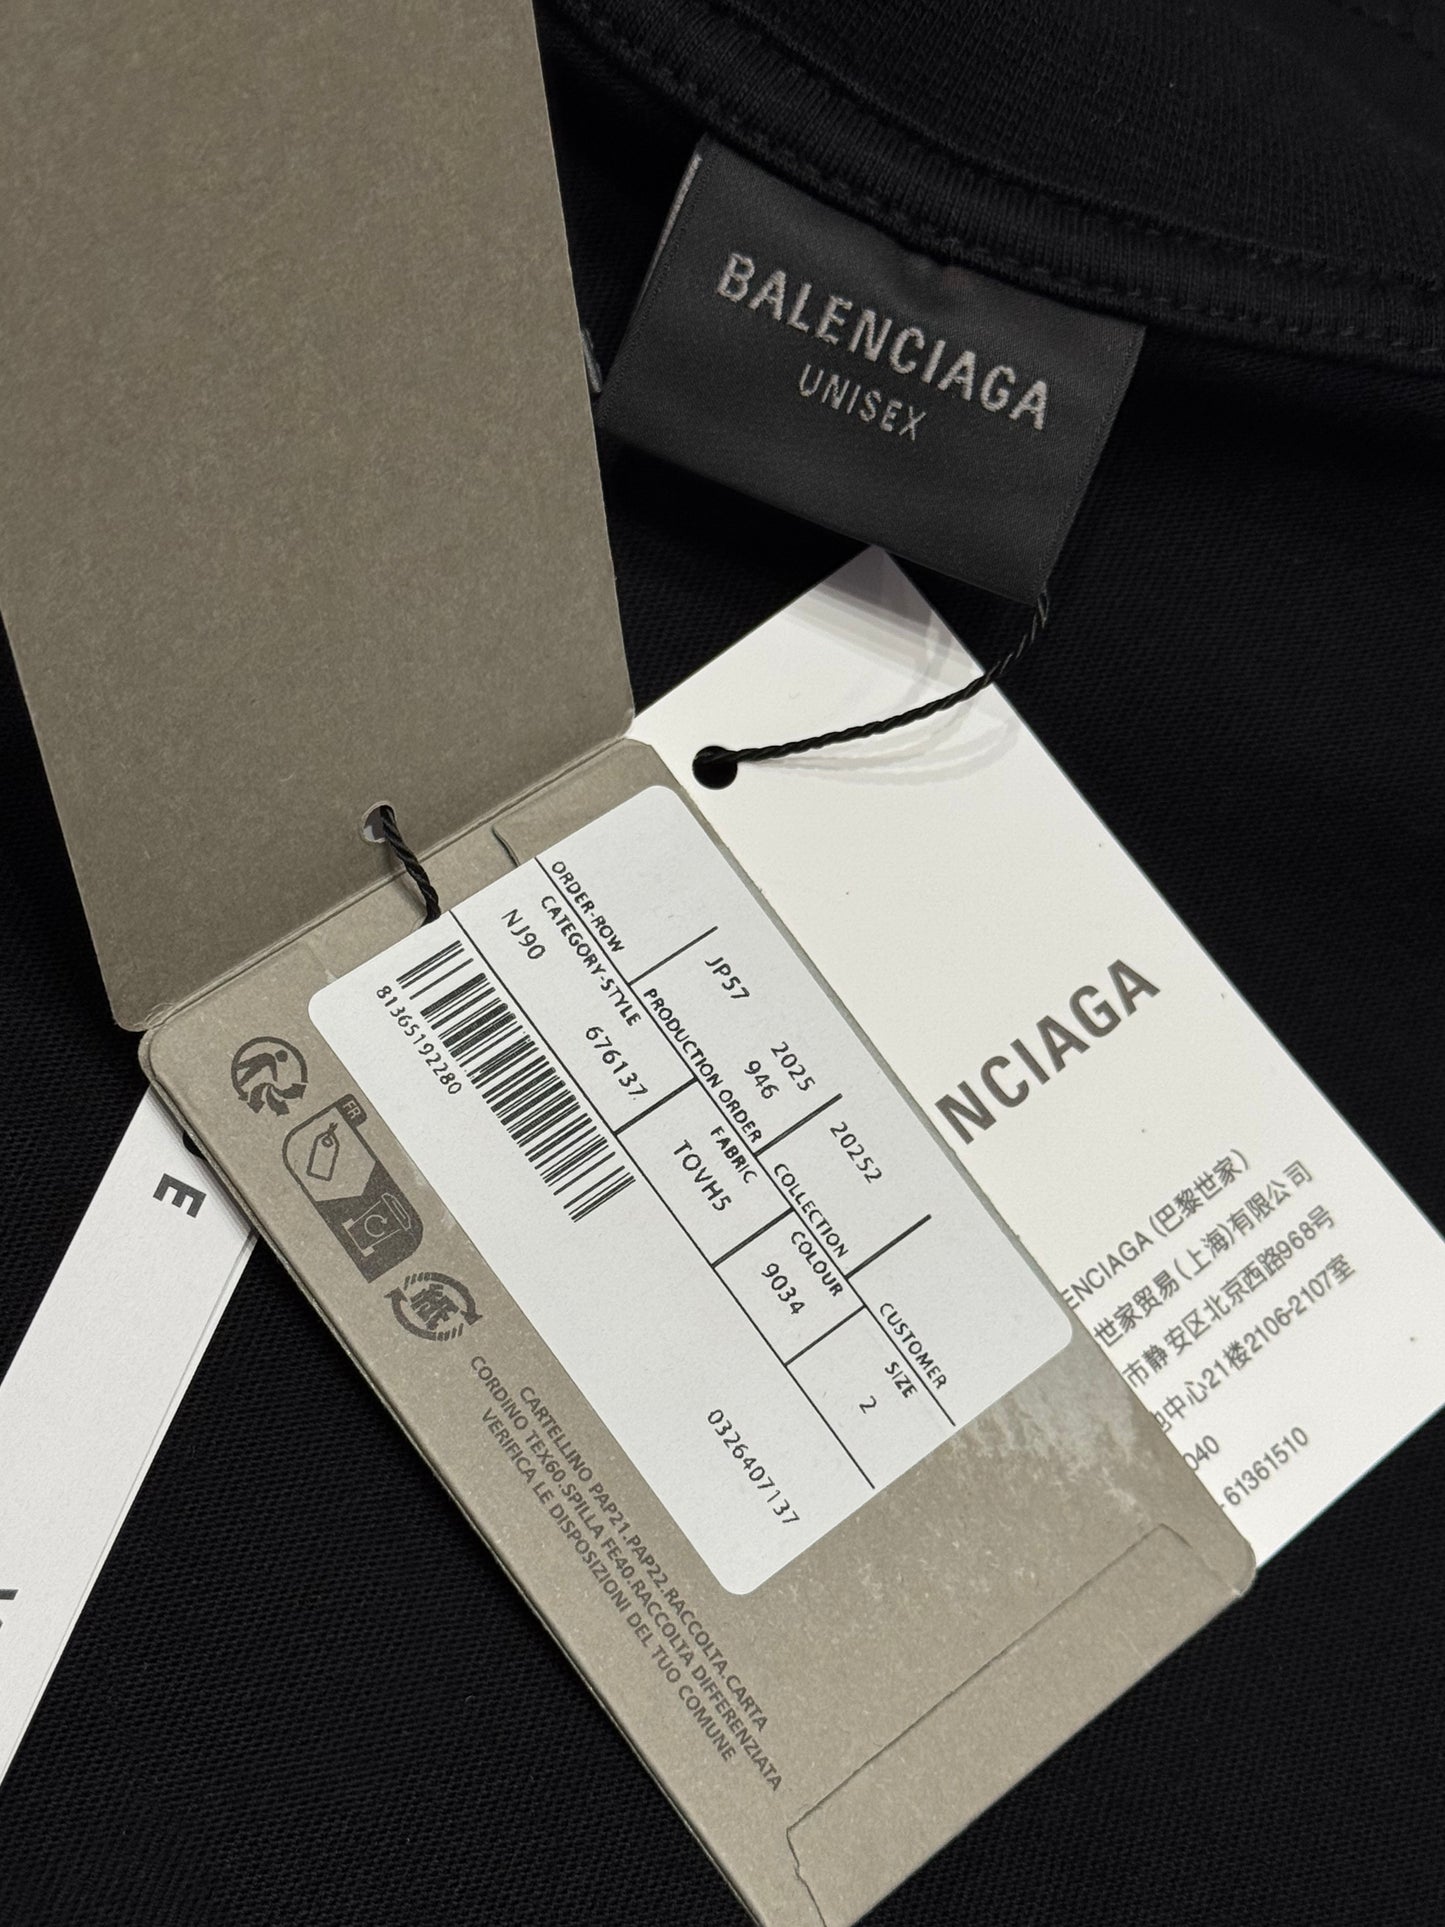 BALENCIAGA
UNISEX
ORDER-ROW
JP57
2025
946
20252
CATEGORY-STYLE
PRODUCTION ORDER
COLLECTION
CUSTOMER
NJ90
676137
FABRIC
TOVH5
COLOUR
9034
SIZE
2
81365192280
0326407137
FR
C
紙
CARTELLINO PAP21.PAP22.RACCOLTA.CARTA
CORDINO TEX60.SPILLA FE40.RACCOLTA DIFFERENZIATA
VERIFICA LE DISPOSIZIONI DEL TUO COMUNE
NCIAGA
ENCIAGA (巴黎世家)
世家贸易(上海)有限公司
市静安区北京西路968号
中心21楼2106-2107室
040
-61361510
E